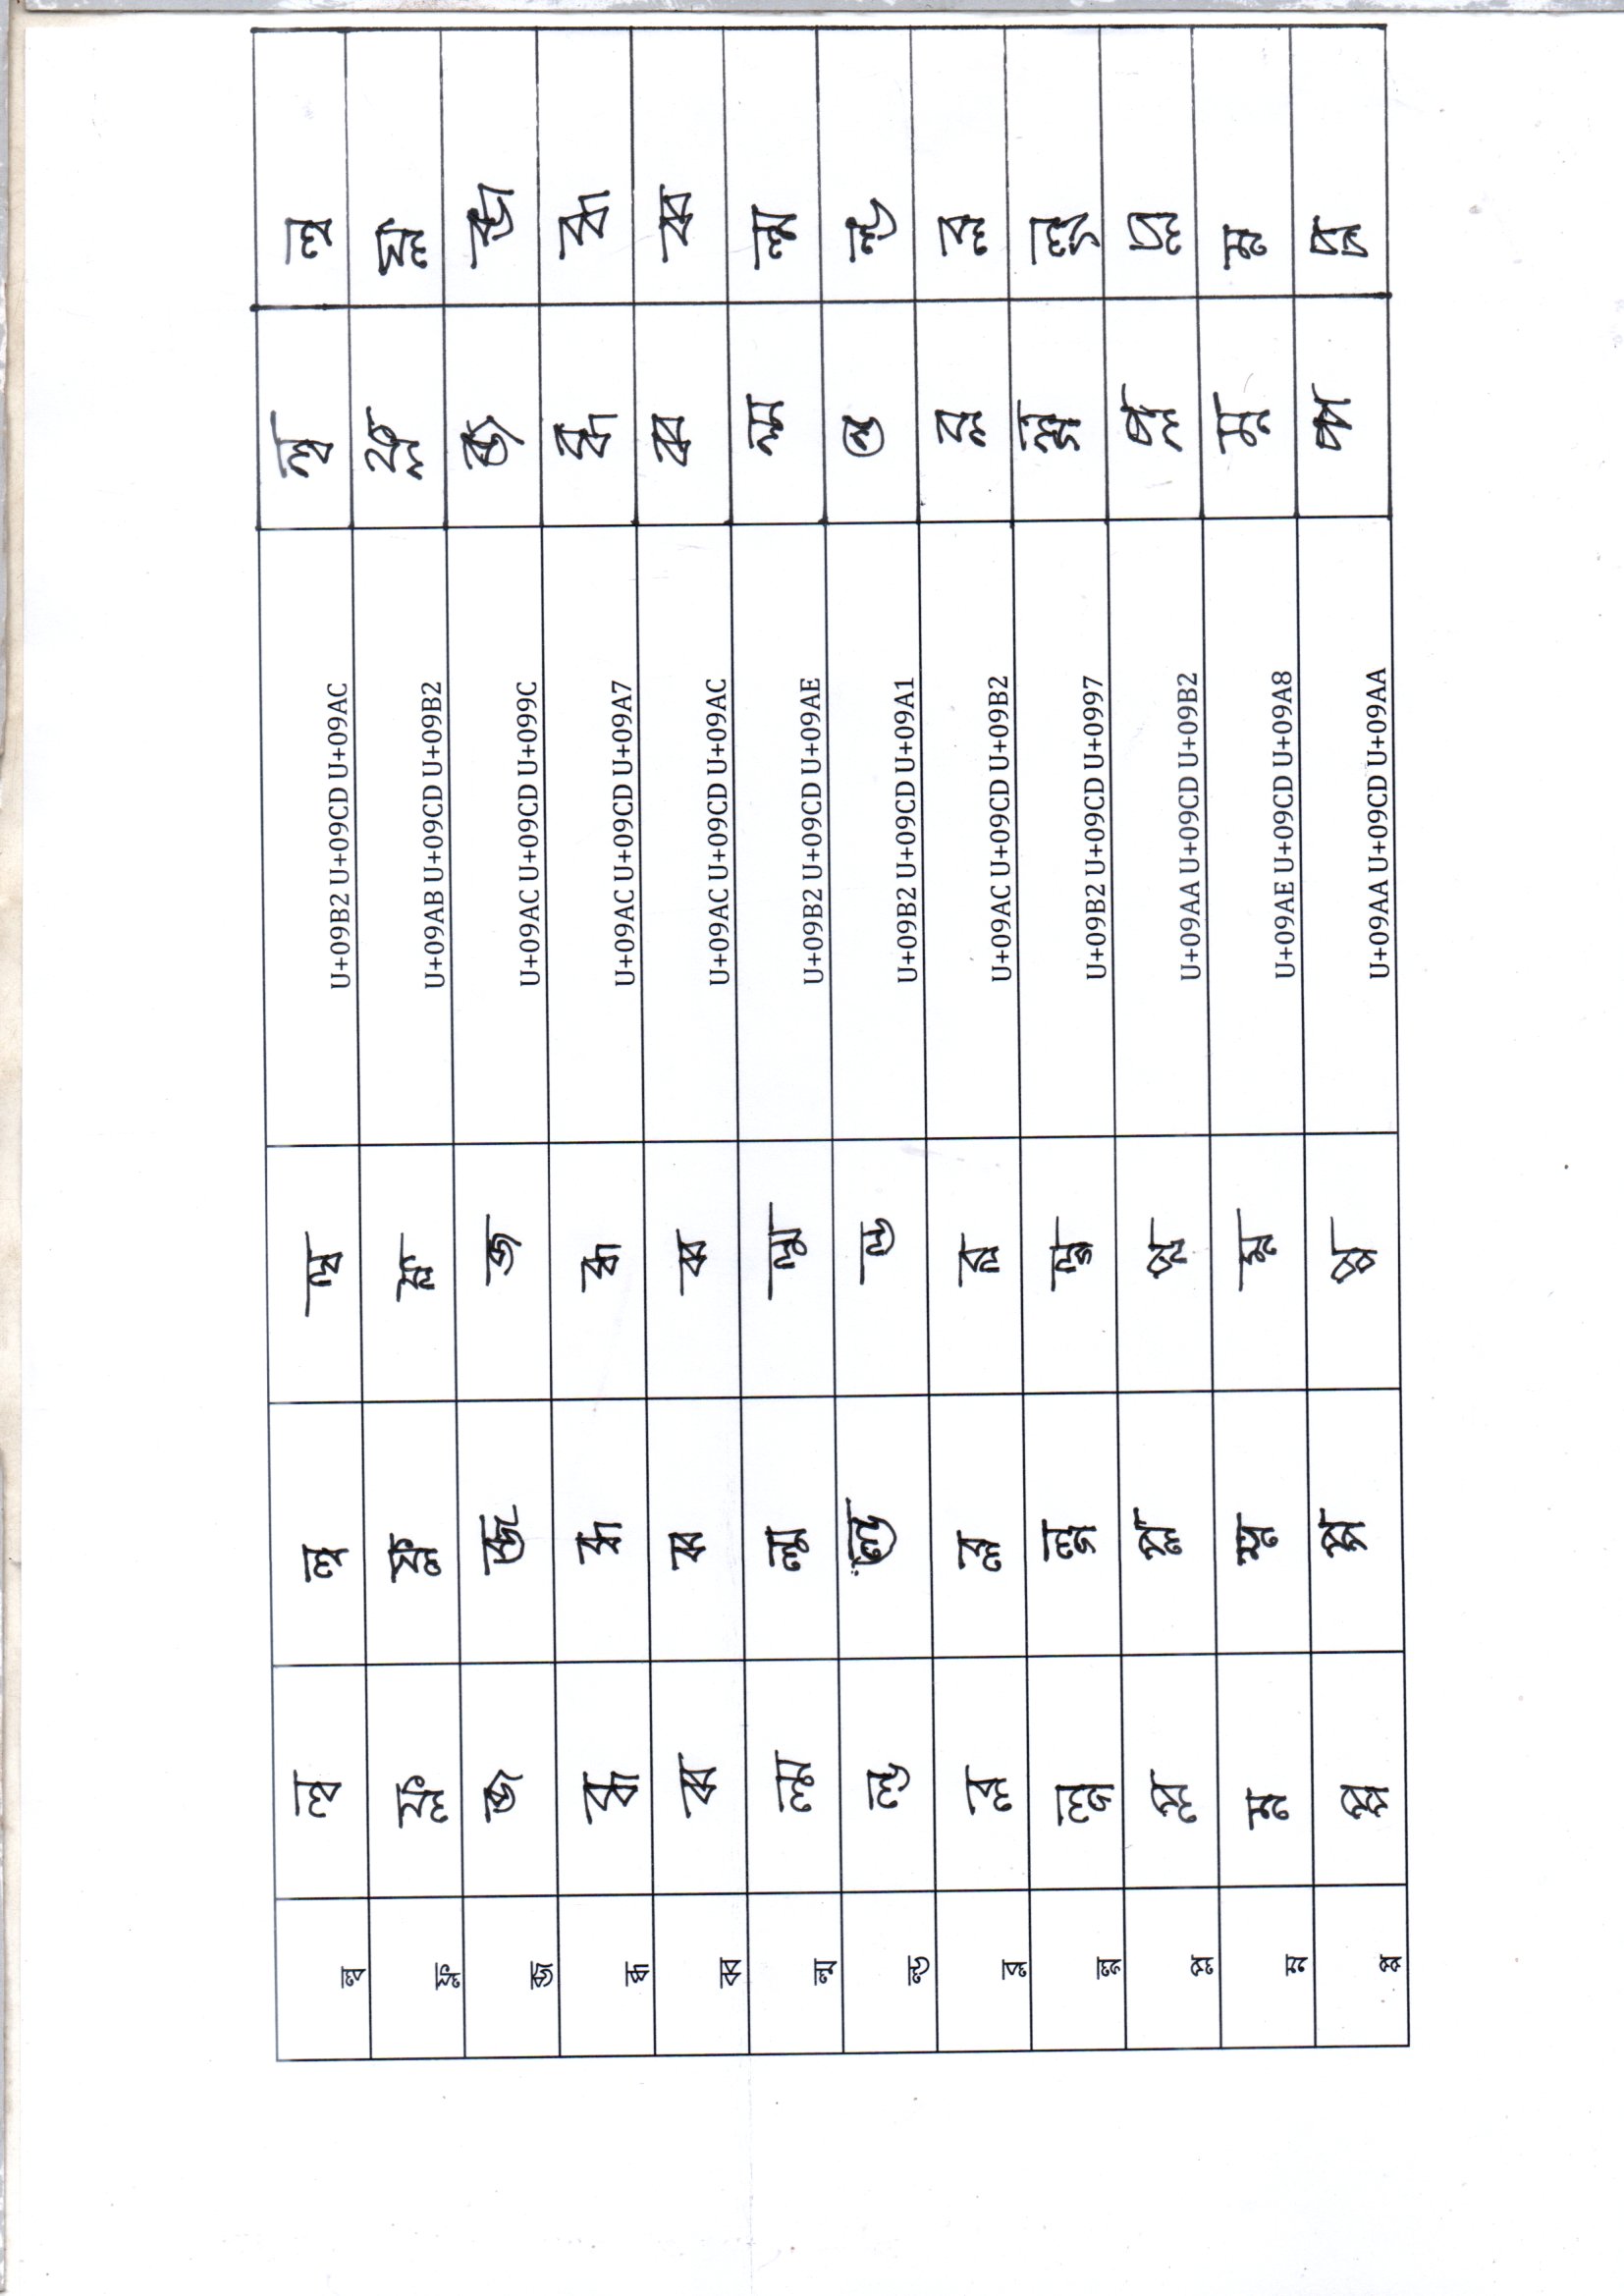 ল্ব ল্ব ল্ব ল্ব U+09B2 U+09CD U+09AC ল্ব ল্ব
ফ্ল ফ্ল ফ্ল ফ্ল U+09AB U+09CD U+09B2 ফ্ল ফ্ল
ব্জ ব্জ ব্জ ব্জ U+09AC U+09CD U+099C ব্জ ব্জ
ব্ধ ব্ধ ব্ধ ব্ধ U+09AC U+09CD U+09A7 ব্ধ ব্ধ
ব্ব ব্ব ব্ব ব্ব U+09AC U+09CD U+09AC ব্ব ব্ব
ল্ম ল্ম ল্ম ল্ম U+09B2 U+09CD U+09AE ল্ম ল্ম
ল্ড ল্ড ল্ড ল্ড U+09B2 U+09CD U+09A1 ল্ড ল্ড
ব্ল ব্ল ব্ল ব্ল U+09AC U+09CD U+09B2 ব্ল ব্ল
ল্গ ল্গ ল্গ ল্গ U+09B2 U+09CD U+0997 ল্গ ল্গ
প্ল প্ল প্ল প্ল U+09AA U+09CD U+09B2 প্ল প্ল
ম্ন ম্ন ম্ন ম্ন U+09AE U+09CD U+09A8 ম্ন ম্ন
প্প প্প প্প প্প U+09AA U+09CD U+09AA প্প প্প